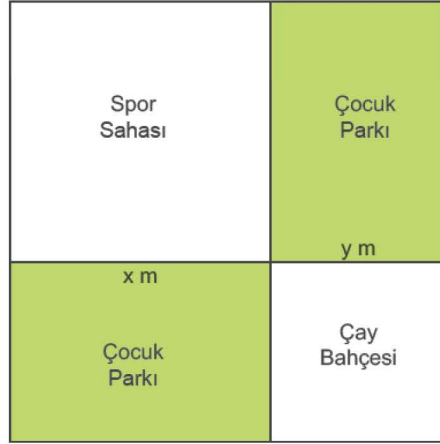 Spor
Sahası
Çocuk
Parkı
y m
x m
Çocuk
Parkı
Çay
Bahçesi